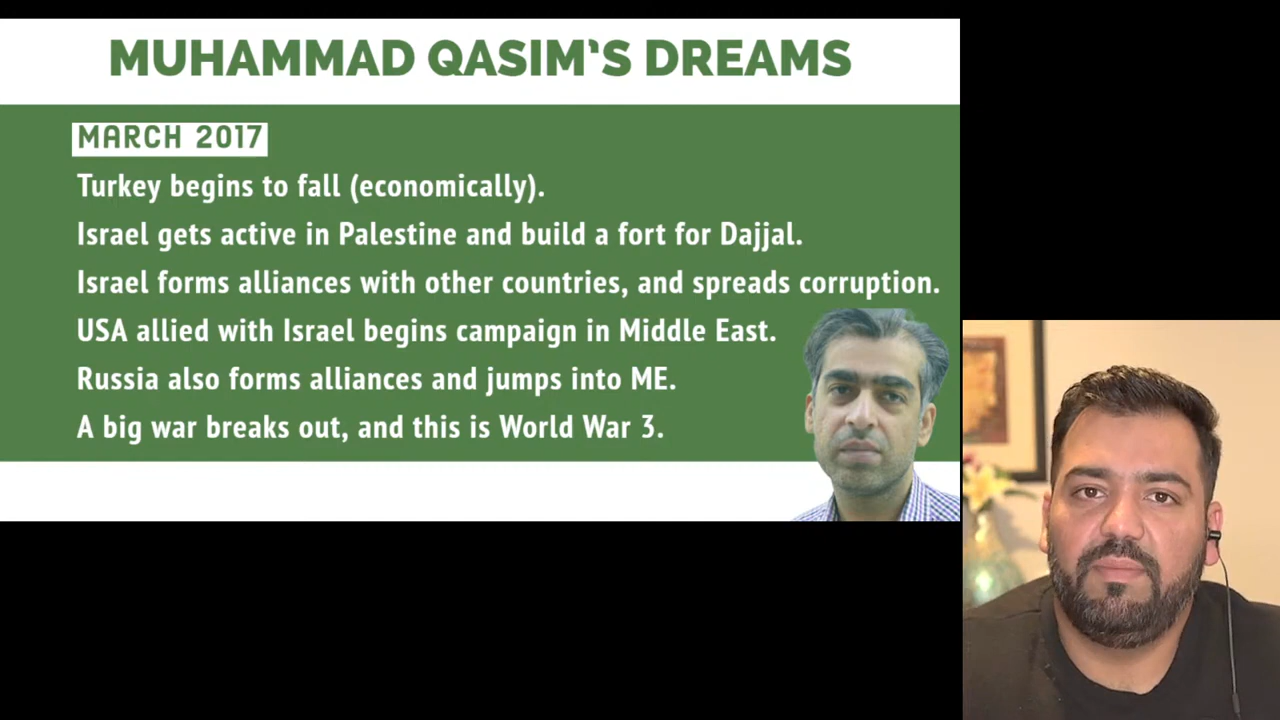 MUHAMMAD QASIM'S DREAMS
MARCH 2017
Turkey begins to fall (economically).
Israel gets active in Palestine and build a fort for Dajjal.
Israel forms alliances with other countries, and spreads corruption.
USA allied with Israel begins campaign in Middle East.
Russia also forms alliances and jumps into ME.
A big war breaks out, and this is World War 3.